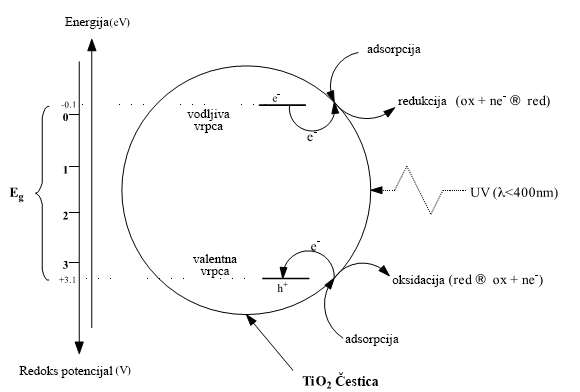 Energija(eV)
adsorpcija
-0.1
e-
redukcija (ox + ne- ® red)
0
vodljiva
vrpca
e-
1
Eg
UV (λ<400nm)
2
e-
valentna
vrpca
3
+3.1
h+
oksidacija (red ® ox + ne-)
adsorpcija
Redoks potencijal (V)
TiO2 Čestica